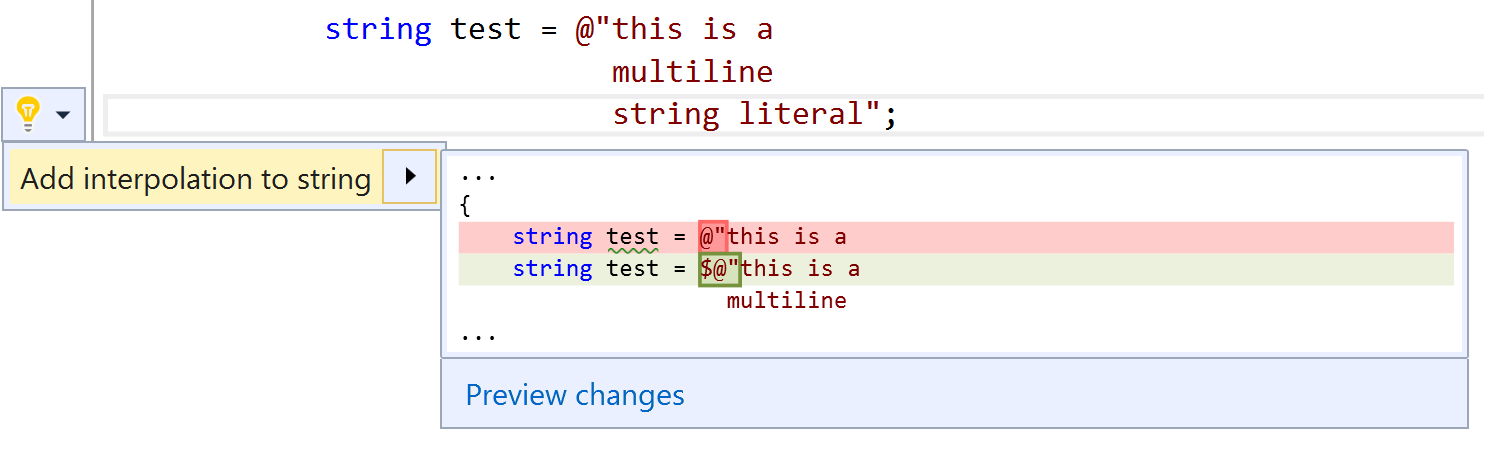 string test = @"this is a
multiline
string literal";
Add interpolation to string
...
{
string test = @"this is a
string test = $@"this is a
multiline
...
Preview changes